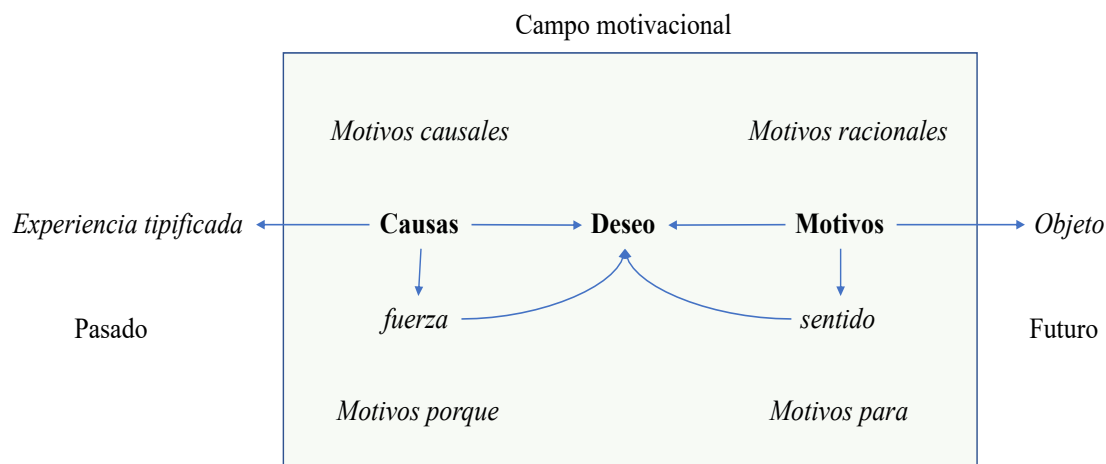 Campo motivacional
Motivos causales
Motivos racionales
Experiencia tipificada
Causas
Deseo
Motivos
Objeto
fuerza
sentido
Pasado
Futuro
Motivos porque
Motivos para